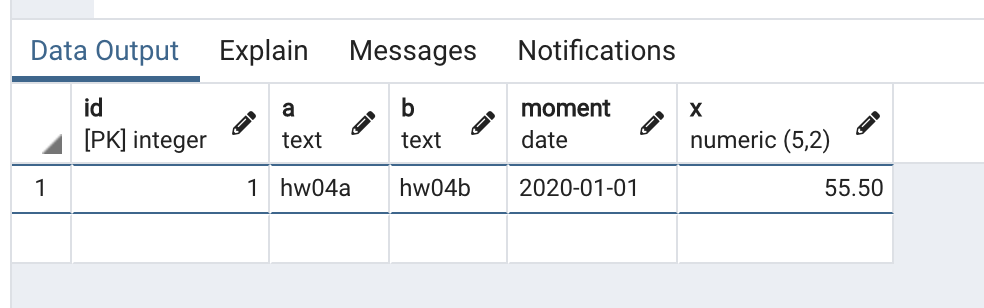 Data Output Explain Messages Notifications
id a b moment x
[PK] integer text text date numeric (5,2)
1 1 hw04a hw04b 2020-01-01 55.50